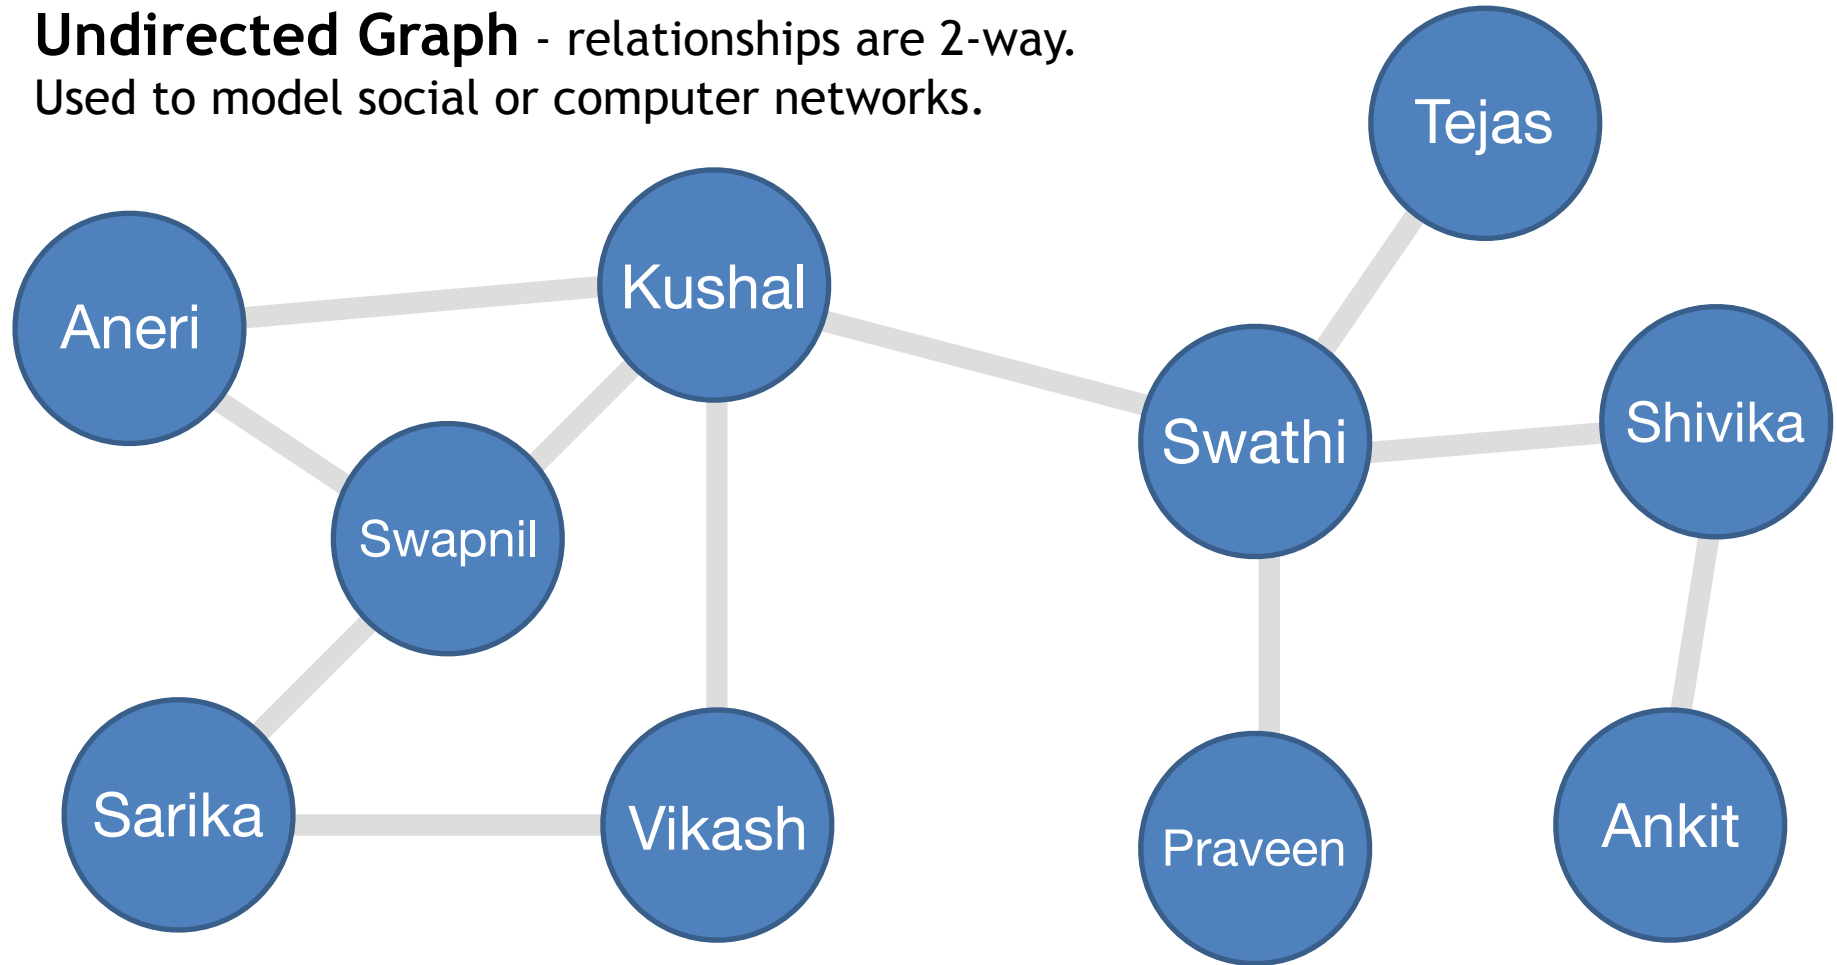 Undirected Graph - relationships are 2-way.
Used to model social or computer networks.
Tejas
Kushal
Aneri
Shivika
Swathi
Swapnil
Sarika
Vikash
Ankit
Praveen